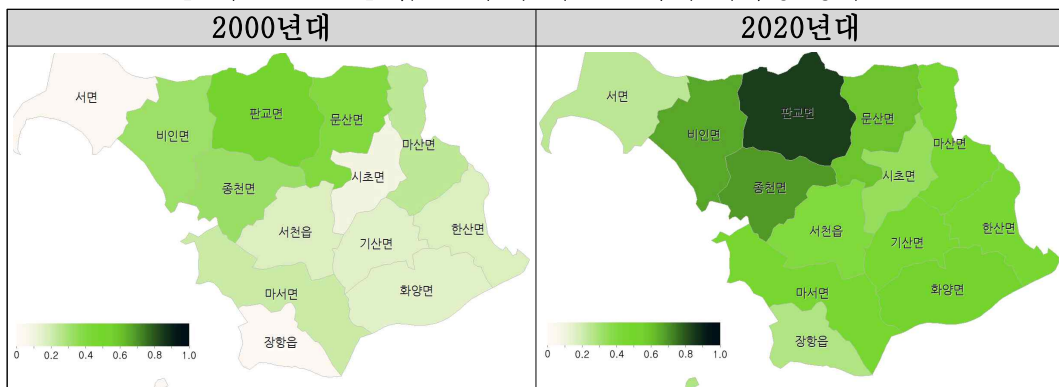 2000년대
2020년대
서면
비인면
판교면
문산면
마산면
시초면
종천면
서천읍
기산면
한산면
마서면
화양면
장항읍
0 0.2 0.4 0.6 0.8 1.0
서면
비인면
판교면
문산면
마산면
시초면
종천면
서천읍
기산면
한산면
마서면
화양면
장항읍
0 0.2 0.4 0.6 0.8 1.0